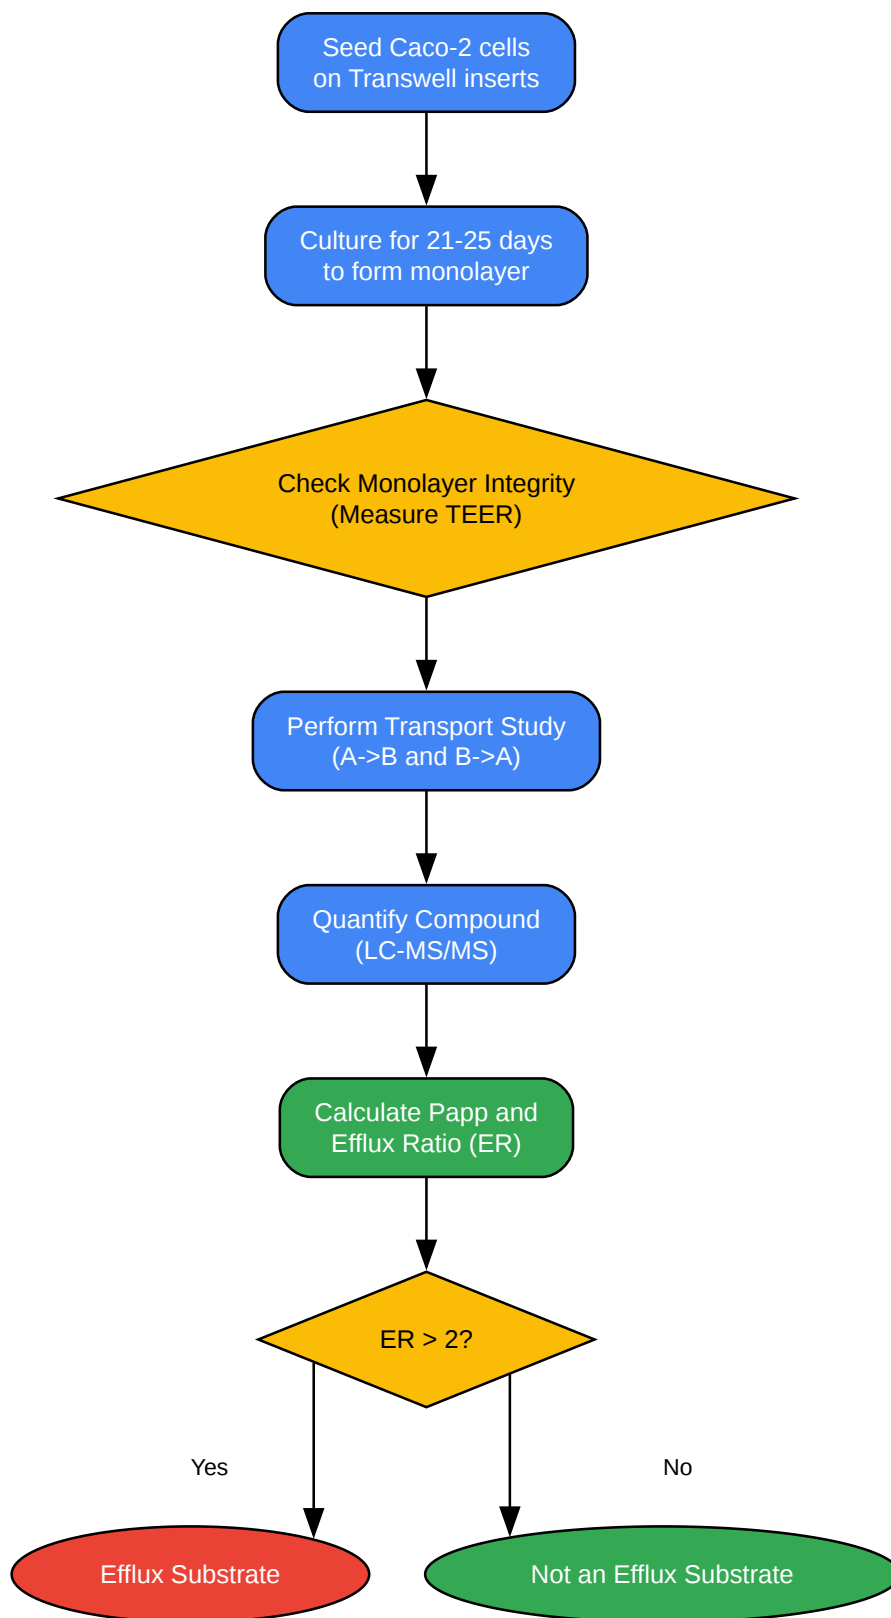 Seed Caco-2 cells
on Transwell inserts
Culture for 21-25 days
to form monolayer
Check Monolayer Integrity
(Measure TEER)
Perform Transport Study
(A->B and B->A)
Quantify Compound
(LC-MS/MS)
Calculate Papp and
Efflux Ratio (ER)
ER > 2?
Yes
No
Efflux Substrate
Not an Efflux Substrate